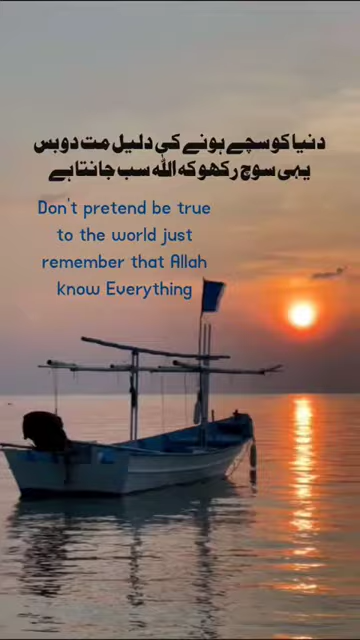 دنیا کو سچے ہونے کی دلیل مت دو بس
یہی سوچ رکھو کہ اللہ سب جانتا ہے
Don't pretend be true
to the world just
remember that Allah
know Everything